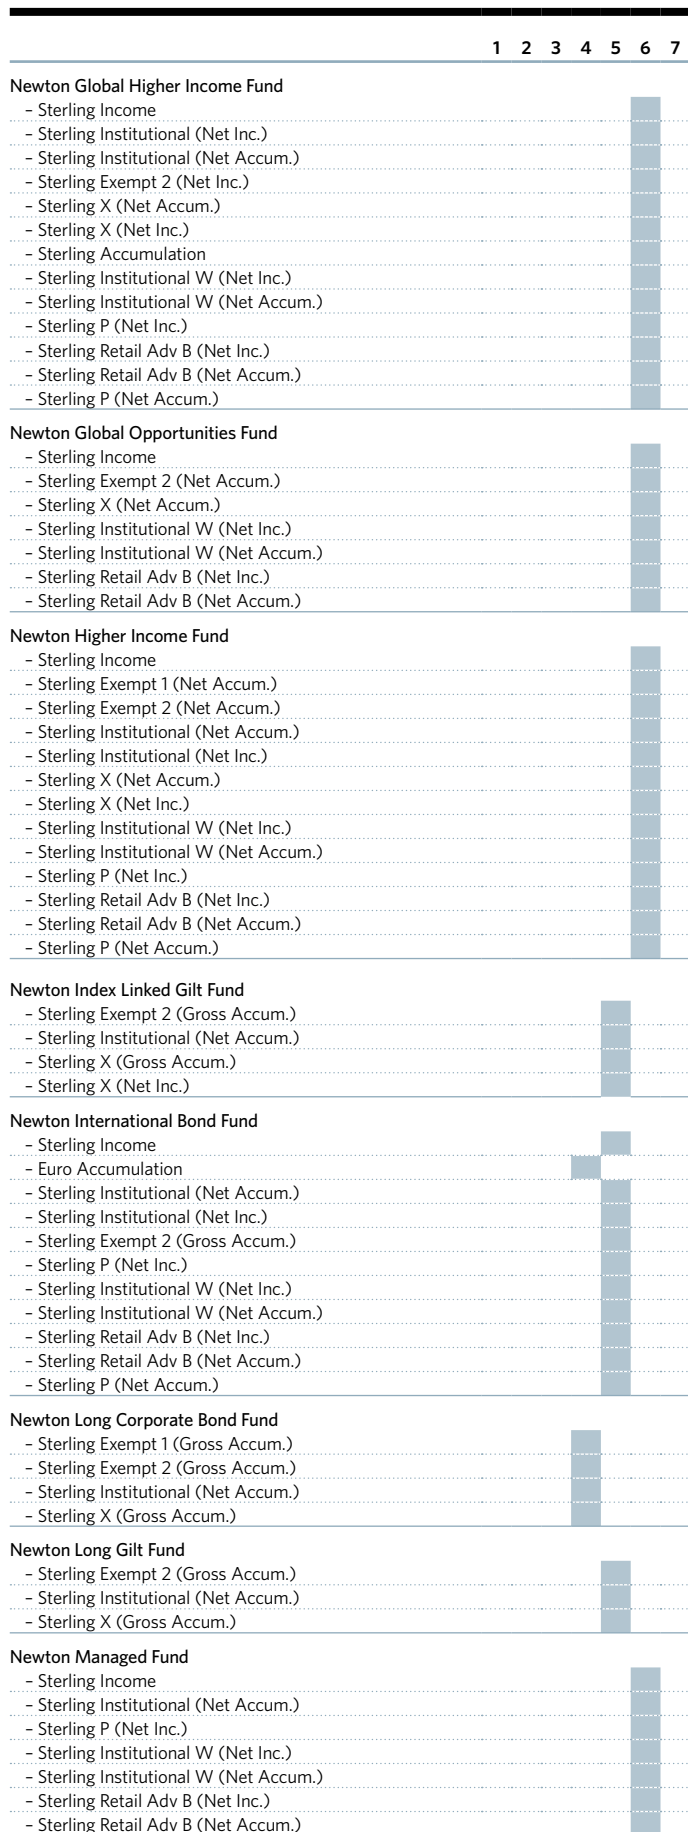 1 2 3 4 5 6 7
Newton Global Higher Income Fund
– Sterling Income
– Sterling Institutional (Net Inc.)
– Sterling Institutional (Net Accum.)
– Sterling Exempt 2 (Net Inc.)
– Sterling X (Net Accum.)
– Sterling X (Net Inc.)
– Sterling Accumulation
– Sterling Institutional W (Net Inc.)
– Sterling Institutional W (Net Accum.)
– Sterling P (Net Inc.)
– Sterling Retail Adv B (Net Inc.)
– Sterling Retail Adv B (Net Accum.)
– Sterling P (Net Accum.)
Newton Global Opportunities Fund
– Sterling Income
– Sterling Exempt 2 (Net Accum.)
– Sterling X (Net Accum.)
– Sterling Institutional W (Net Inc.)
– Sterling Institutional W (Net Accum.)
– Sterling Retail Adv B (Net Inc.)
– Sterling Retail Adv B (Net Accum.)
Newton Higher Income Fund
– Sterling Income
– Sterling Exempt 1 (Net Accum.)
– Sterling Exempt 2 (Net Accum.)
– Sterling Institutional (Net Accum.)
– Sterling Institutional (Net Inc.)
– Sterling X (Net Accum.)
– Sterling X (Net Inc.)
– Sterling Institutional W (Net Inc.)
– Sterling Institutional W (Net Accum.)
– Sterling P (Net Inc.)
– Sterling Retail Adv B (Net Inc.)
– Sterling Retail Adv B (Net Accum.)
– Sterling P (Net Accum.)
Newton Index Linked Gilt Fund
– Sterling Exempt 2 (Gross Accum.)
– Sterling Institutional (Net Accum.)
– Sterling X (Gross Accum.)
– Sterling X (Net Inc.)
Newton International Bond Fund
– Sterling Income
– Euro Accumulation
– Sterling Institutional (Net Accum.)
– Sterling Institutional (Net Inc.)
– Sterling Exempt 2 (Gross Accum.)
– Sterling P (Net Inc.)
– Sterling Institutional W (Net Inc.)
– Sterling Institutional W (Net Accum.)
– Sterling Retail Adv B (Net Inc.)
– Sterling Retail Adv B (Net Accum.)
– Sterling P (Net Accum.)
Newton Long Corporate Bond Fund
– Sterling Exempt 1 (Gross Accum.)
– Sterling Exempt 2 (Gross Accum.)
– Sterling Institutional (Net Accum.)
– Sterling X (Gross Accum.)
Newton Long Gilt Fund
– Sterling Exempt 2 (Gross Accum.)
– Sterling Institutional (Net Accum.)
– Sterling X (Gross Accum.)
Newton Managed Fund
– Sterling Income
– Sterling Institutional (Net Accum.)
– Sterling P (Net Inc.)
– Sterling Institutional W (Net Inc.)
– Sterling Institutional W (Net Accum.)
– Sterling Retail Adv B (Net Inc.)
– Sterling Retail Adv B (Net Accum.)